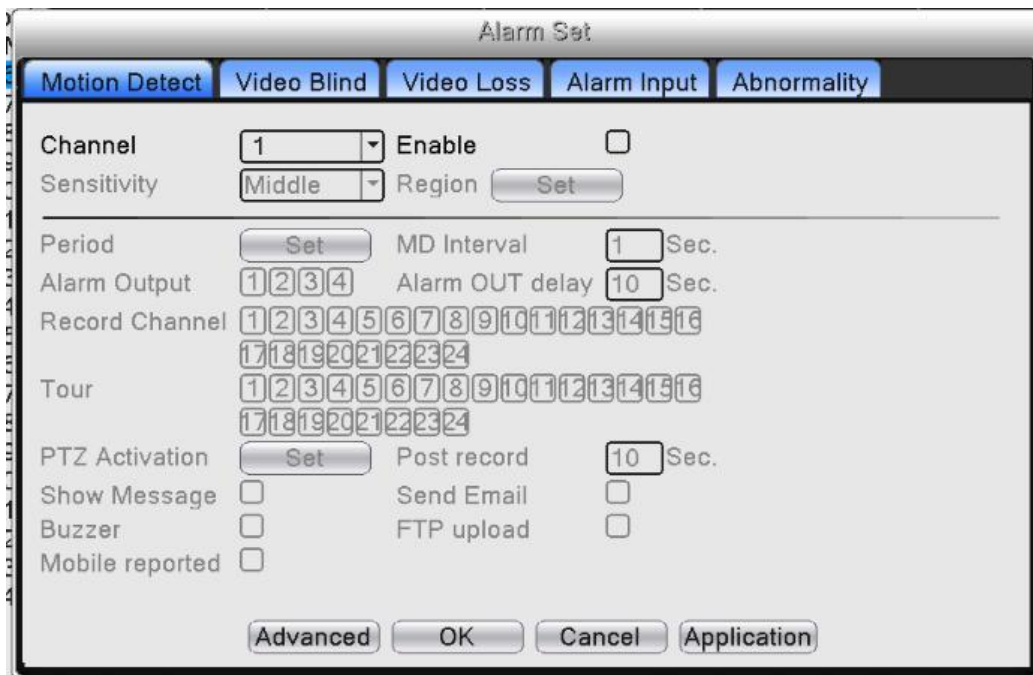 Alarm Set
Motion Detect Video Blind Video Loss Alarm Input Abnormality
Channel 1 Enable
Sensitivity Middle Region Set
Period Set MD Interval 1 Sec.
Alarm Output 1 2 3 4 Alarm OUT delay 10 Sec.
Record Channel 1 2 3 4 5 6 7 8 9 10 11 12 13 14 15 16
17 18 19 20 21 22 23 24
Tour 1 2 3 4 5 6 7 8 9 10 11 12 13 14 15 16
17 18 19 20 21 22 23 24
PTZ Activation Set Post record 10 Sec.
Show Message Send Email
Buzzer FTP upload
Mobile reported
Advanced OK Cancel Application